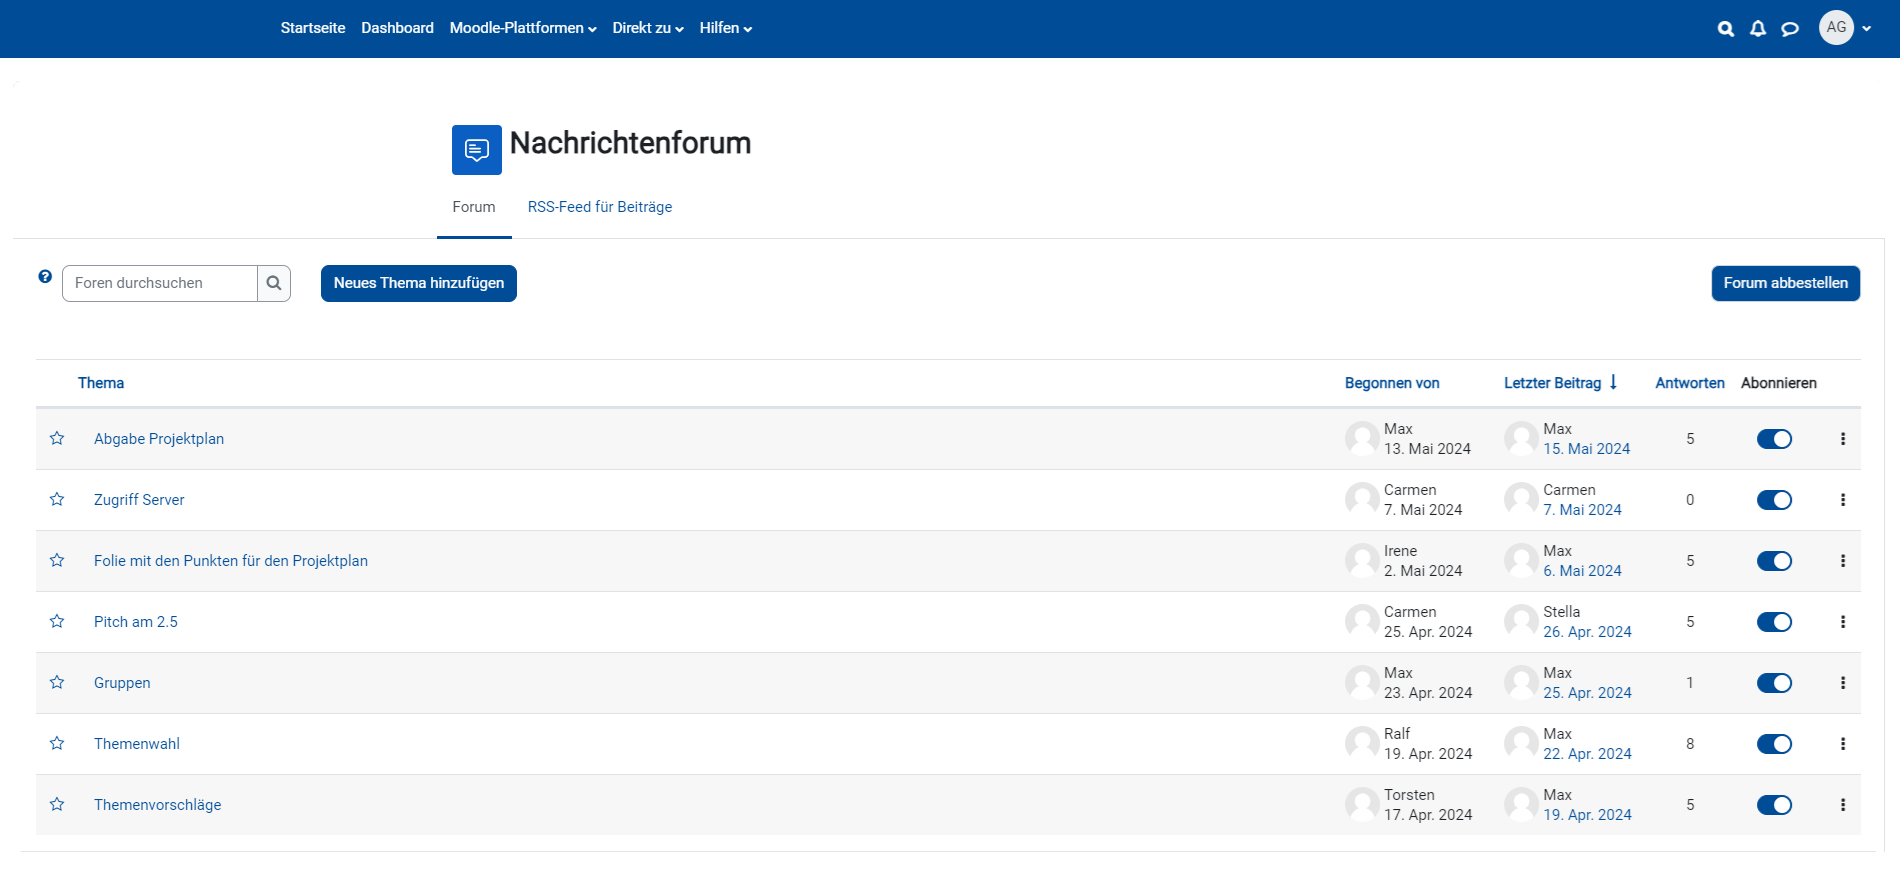 Startseite Dashboard Moodle-Plattformen Direkt zu Hilfen AG
Nachrichtenforum
Forum RSS-Feed für Beiträge
? Foren durchsuchen Neues Thema hinzufügen Forum abbestellen
Thema Begonnen von Letzter Beitrag ↓ Antworten Abonnieren
Abgabe Projektplan Max 13. Mai 2024 Max 15. Mai 2024 5
Zugriff Server Carmen 7. Mai 2024 Carmen 7. Mai 2024 0
Folie mit den Punkten für den Projektplan Irene 2. Mai 2024 Max 6. Mai 2024 5
Pitch am 2.5 Carmen 25. Apr. 2024 Stella 26. Apr. 2024 5
Gruppen Max 23. Apr. 2024 Max 25. Apr. 2024 1
Themenwahl Ralf 19. Apr. 2024 Max 22. Apr. 2024 8
Themenvorschläge Torsten 17. Apr. 2024 Max 19. Apr. 2024 5